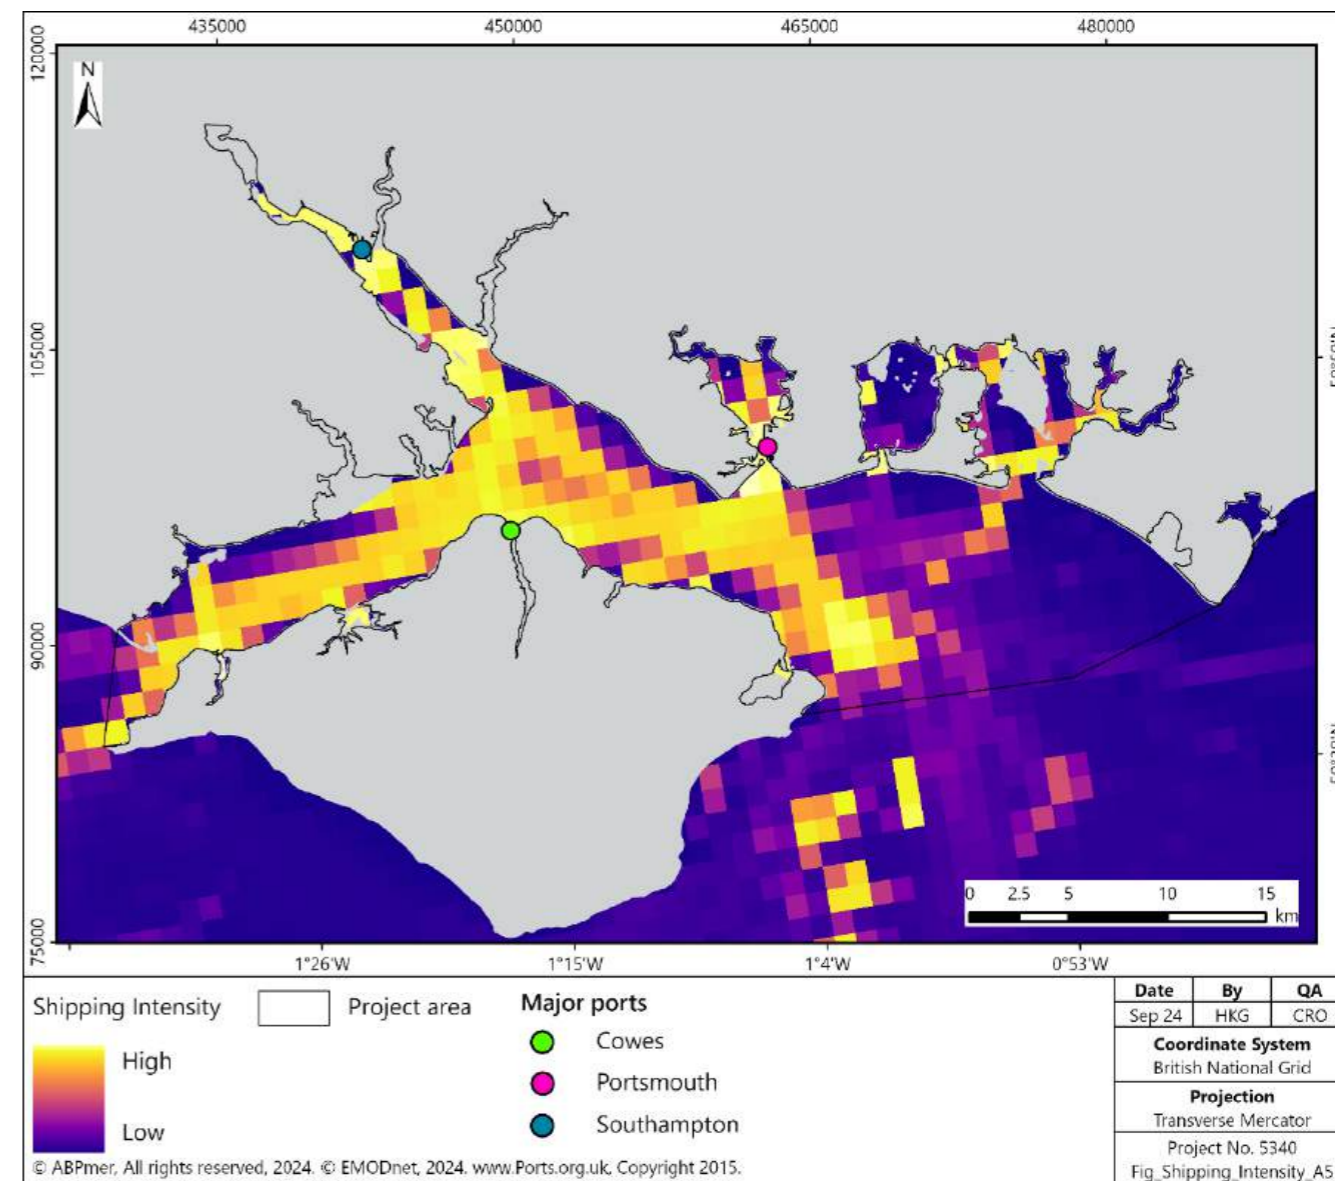 435000 450000 465000 480000
120000
105000
90000
75000
N
50°
50°
0 2.5 5 10 15
km
1°26'W 1°15'W 1°4'W 0°53'W
Shipping Intensity
High
Low
Project area
Major ports
Cowes
Portsmouth
Southampton
© ABPmer, All rights reserved, 2024. © EMODnet, 2024. www.Ports.org.uk, Copyright 2015.
Date By QA
Sep 24 HKG CRO
Coordinate System
British National Grid
Projection
Transverse Mercator
Project No. 5340
Fig_Shipping_Intensity_A5